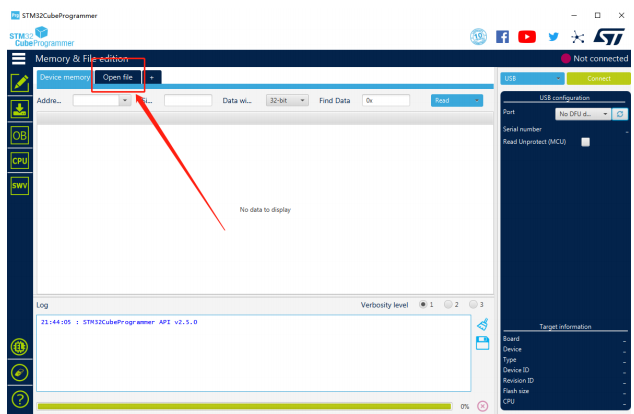 Prg STM32CubeProgrammer
STM32
CubeProgrammer
19
Memory & File edition
Not connected
Device memory Open file +
USB Connect
Addre... Si... Data wi... 32-bit Find Data 0x Read
USB configuration
Port No DFU d...
Serial number
Read Unprotect (MCU)
OB
CPU
SWV
No data to display
Log Verbosity level 1 2 3
21:44:05 : STM32CubeProgrammer API v2.5.0
Target information
Board -
Device -
Type -
Device ID -
Revision ID -
Flash size -
CPU -
0%
?